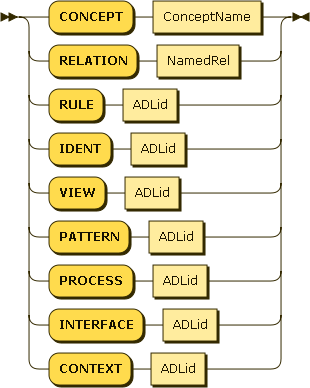 CONCEPT ConceptName
RELATION NamedRel
RULE ADLid
IDENT ADLid
VIEW ADLid
PATTERN ADLid
PROCESS ADLid
INTERFACE ADLid
CONTEXT ADLid